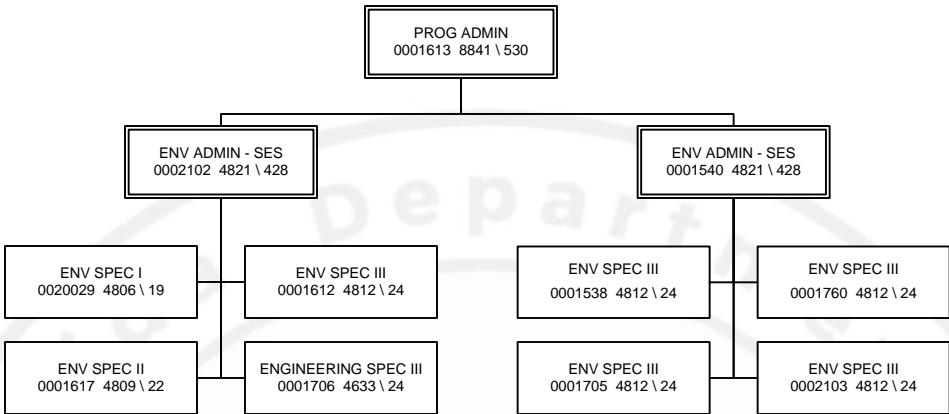 PROG ADMIN
0001613 8841 \ 530
ENV ADMIN - SES
0002102 4821 \ 428
ENV ADMIN - SES
0001540 4821 \ 428
ENV SPEC I
0020029 4806 \ 19
ENV SPEC III
0001612 4812 \ 24
ENV SPEC III
0001538 4812 \ 24
ENV SPEC III
0001760 4812 \ 24
ENV SPEC II
0001617 4809 \ 22
ENGINEERING SPEC III
0001706 4633 \ 24
ENV SPEC III
0001705 4812 \ 24
ENV SPEC III
0002103 4812 \ 24